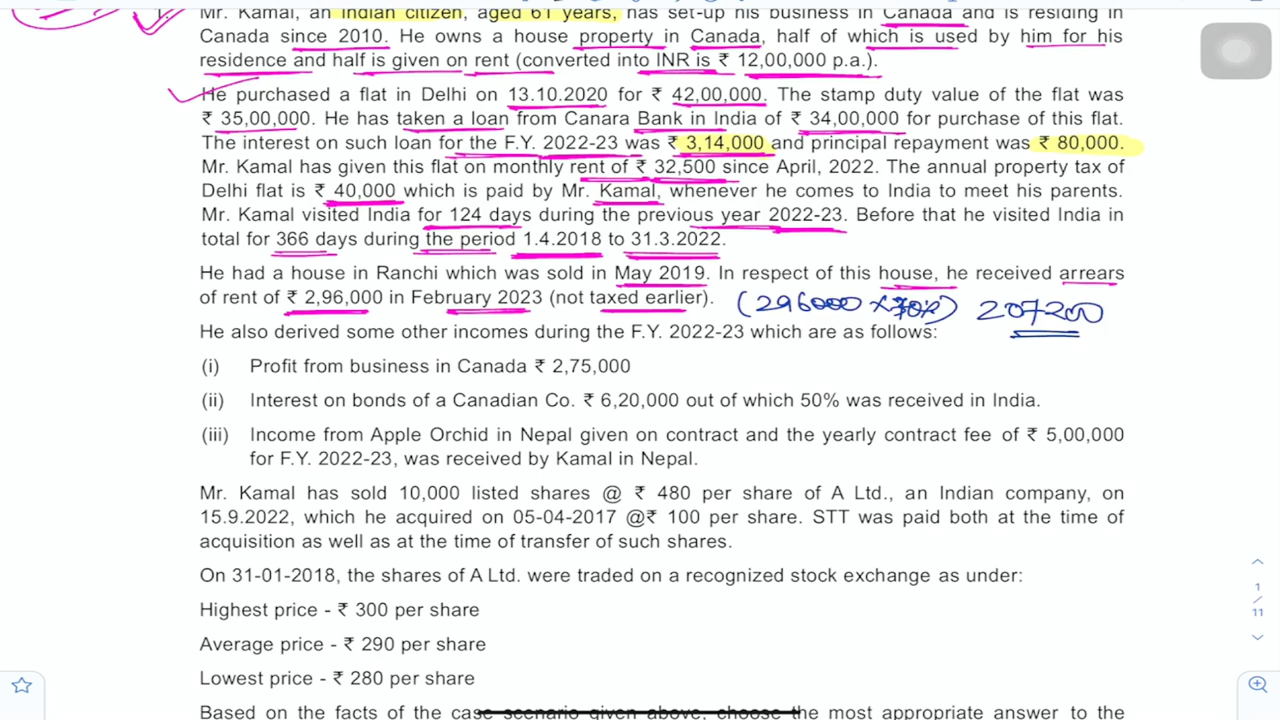 Mr. Kamal, an Indian citizen, aged 61 years, has set-up his business in Canada and is residing in
Canada since 2010. He owns a house property in Canada, half of which is used by him for his
residence and half is given on rent (converted into INR is ₹ 12,00,000 p.a.).
He purchased a flat in Delhi on 13.10.2020 for ₹ 42,00,000. The stamp duty value of the flat was
₹ 35,00,000. He has taken a loan from Canara Bank in India of ₹ 34,00,000 for purchase of this flat.
The interest on such loan for the F.Y. 2022-23 was ₹ 3,14,000 and principal repayment was ₹ 80,000.
Mr. Kamal has given this flat on monthly rent of ₹ 32,500 since April, 2022. The annual property tax of
Delhi flat is ₹ 40,000 which is paid by Mr. Kamal, whenever he comes to India to meet his parents.
Mr. Kamal visited India for 124 days during the previous year 2022-23. Before that he visited India in
total for 366 days during the period 1.4.2018 to 31.3.2022.
He had a house in Ranchi which was sold in May 2019. In respect of this house, he received arrears
of rent of ₹ 2,96,000 in February 2023 (not taxed earlier). (296000 x 70%) 207200
He also derived some other incomes during the F.Y. 2022-23 which are as follows:
(i) Profit from business in Canada ₹ 2,75,000
(ii) Interest on bonds of a Canadian Co. ₹ 6,20,000 out of which 50% was received in India.
(iii) Income from Apple Orchid in Nepal given on contract and the yearly contract fee of ₹ 5,00,000
for F.Y. 2022-23, was received by Kamal in Nepal.
Mr. Kamal has sold 10,000 listed shares @ ₹ 480 per share of A Ltd., an Indian company, on
15.9.2022, which he acquired on 05-04-2017 @₹ 100 per share. STT was paid both at the time of
acquisition as well as at the time of transfer of such shares.
On 31-01-2018, the shares of A Ltd. were traded on a recognized stock exchange as under:
Highest price - ₹ 300 per share
Average price - ₹ 290 per share
Lowest price - ₹ 280 per share
Based on the facts of the case scenario given above, choose the most appropriate answer to the
1
/
11